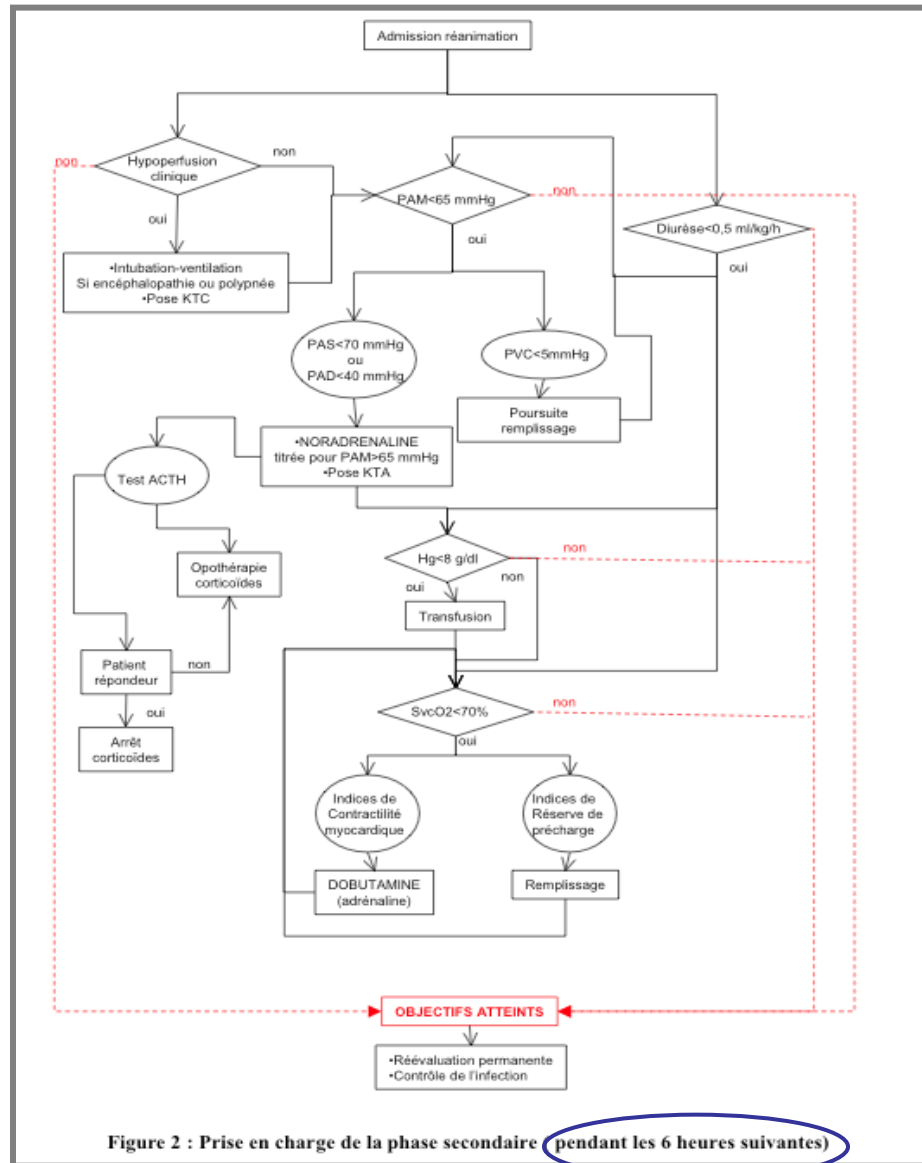 Admission réanimation
non
Hypoperfusion
clinique
non
oui
•Intubation-ventilation
Si encéphalopathie ou polypnée
•Pose KTC
PAM<65 mmHg
non
oui
Diurèse<0,5 ml/kg/h
oui
PAS<70 mmHg
ou
PAD<40 mmHg
PVC<5mmHg
Poursuite
remplissage
•NORADRENALINE
titrée pour PAM>65 mmHg
•Pose KTA
Test ACTH
Opothérapie
corticoïdes
Patient
répondeur
non
oui
Arrêt
corticoïdes
Hg<8 g/dl
non
oui
non
Transfusion
SvcO2<70%
non
oui
Indices de
Contractilité
myocardique
Indices de
Réserve de
précharge
DOBUTAMINE
(adrénaline)
Remplissage
OBJECTIFS ATTEINTS
•Réévaluation permanente
•Contrôle de l'infection
Figure 2 : Prise en charge de la phase secondaire (pendant les 6 heures suivantes)